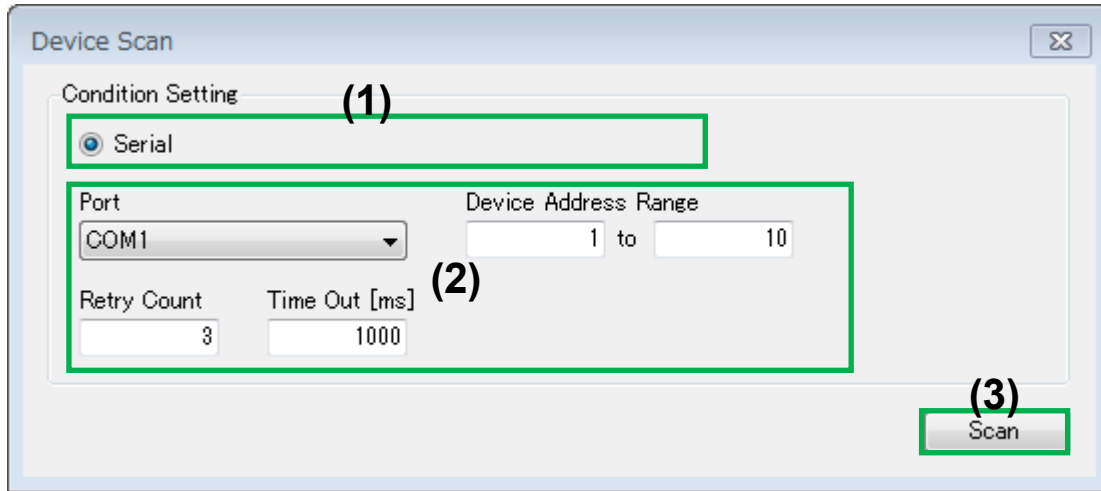 Device Scan
Condition Setting
(1)
Serial
Port
Device Address Range
COM1
1 to 10
(2)
Retry Count
Time Out [ms]
3
1000
(3)
Scan